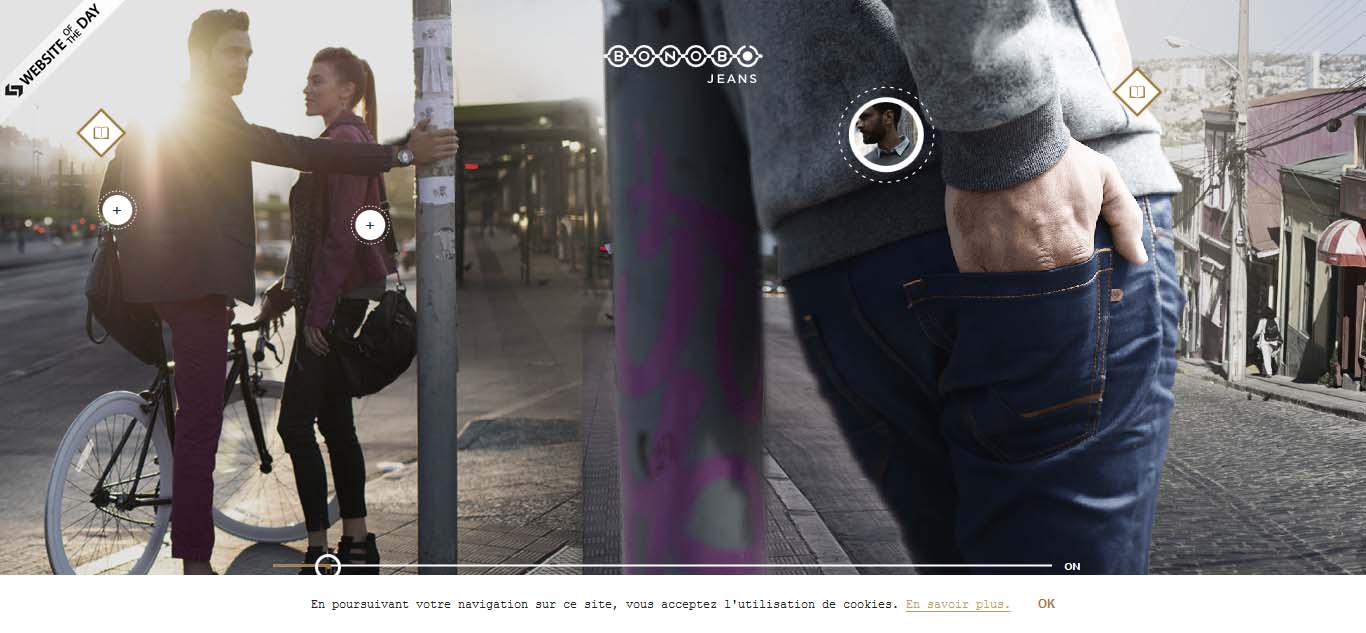 WEBSITE OF THE DAY
BONOBO
JEANS
ON
En poursuivant votre navigation sur ce site, vous acceptez l'utilisation de cookies. En savoir plus. OK